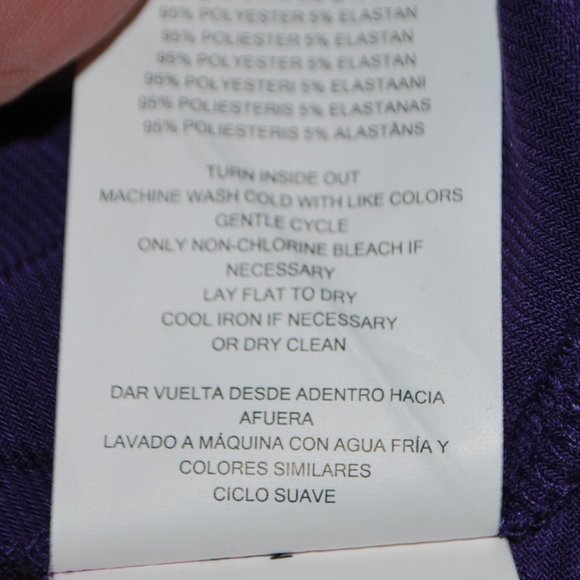 95% POLYESTER 5% ELASTAN
95% POLIESTER 5% ELASTAN
95% POLYESTER 5% ELASTAN
95% POLYESTERI 5% ELASTAANI
95% POLIESTERIS 5% ELASTANAS
95% POLIESTERIS 5% ALASTĀNS
TURN INSIDE OUT
MACHINE WASH COLD WITH LIKE COLORS
GENTLE CYCLE
ONLY NON-CHLORINE BLEACH IF
NECESSARY
LAY FLAT TO DRY
COOL IRON IF NECESSARY
OR DRY CLEAN
DAR VUELTA DESDE ADENTRO HACIA
AFUERA
LAVADO A MÁQUINA CON AGUA FRÍA Y
COLORES SIMILARES
CICLO SUAVE